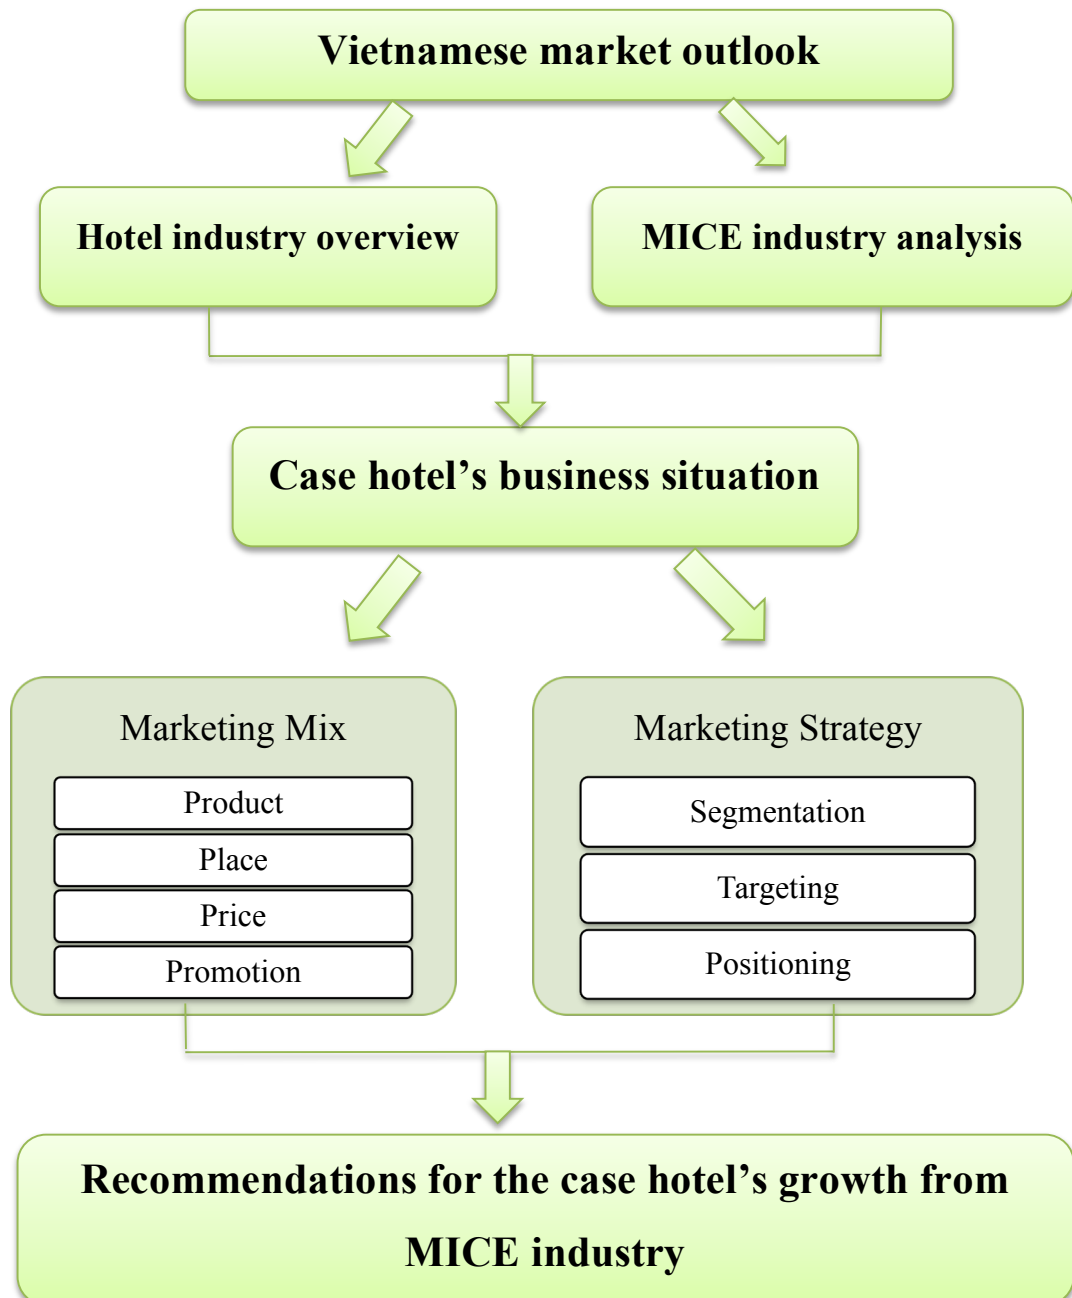 Vietnamese market outlook
Hotel industry overview
MICE industry analysis
Case hotel’s business situation
Marketing Mix
Product
Place
Price
Promotion
Marketing Strategy
Segmentation
Targeting
Positioning
Recommendations for the case hotel’s growth from
MICE industry